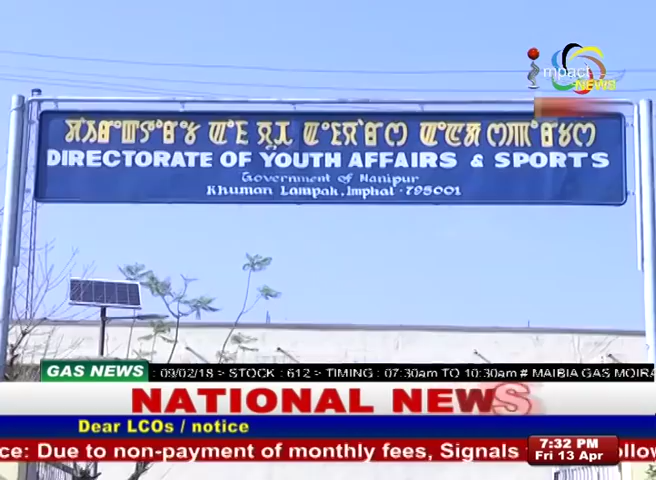 impact
NEWS
DIRECTORATE OF YOUTH AFFAIRS & SPORTS
Government of Manipur
Khuman Lampak, Imphal - 795001
GAS NEWS : 09/02/18 > STOCK : 612 > TIMING : 07:30am TO 10:30am # MAIBIA GAS MOIRA
NATIONAL NEWS
Dear LCOs / notice
ce: Due to non-payment of monthly fees, Signals
7:32 PM
Fri 13 Apr